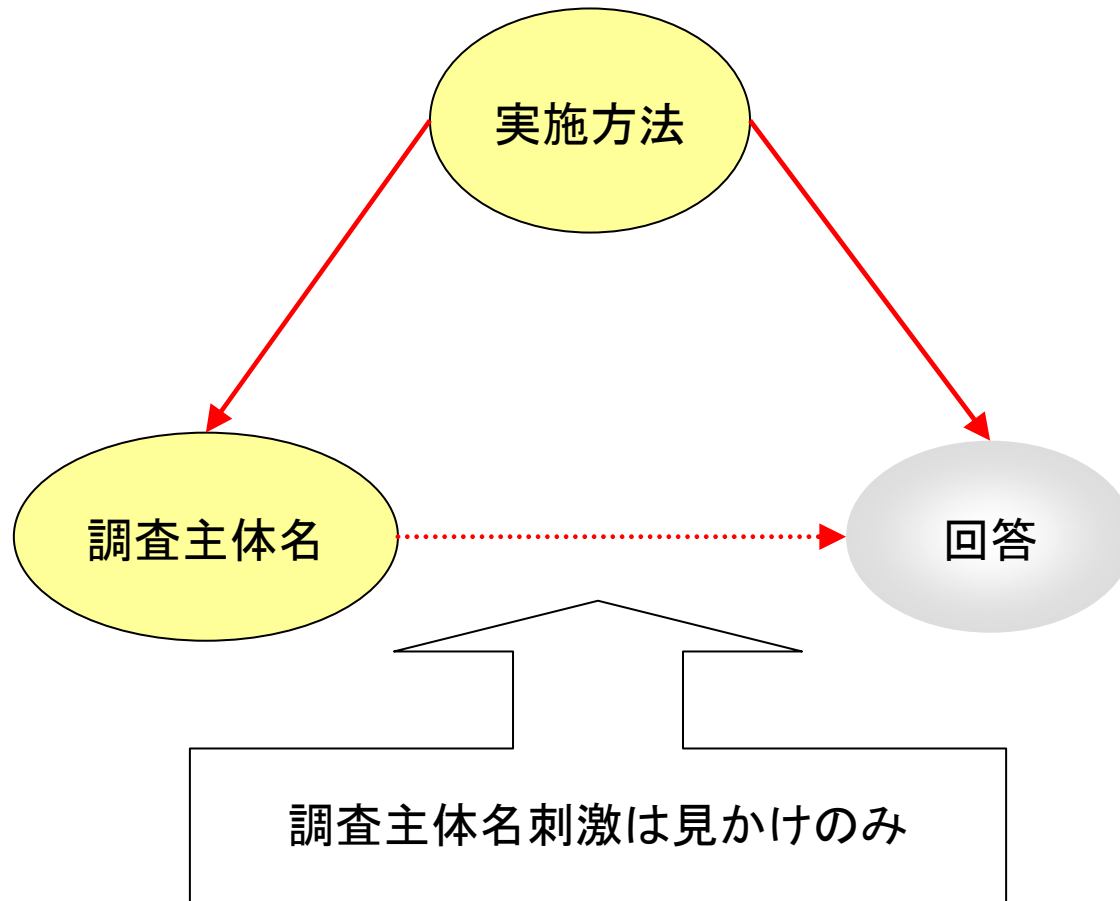 実施方法
調査主体名
回答
調査主体名刺激は見かけのみ